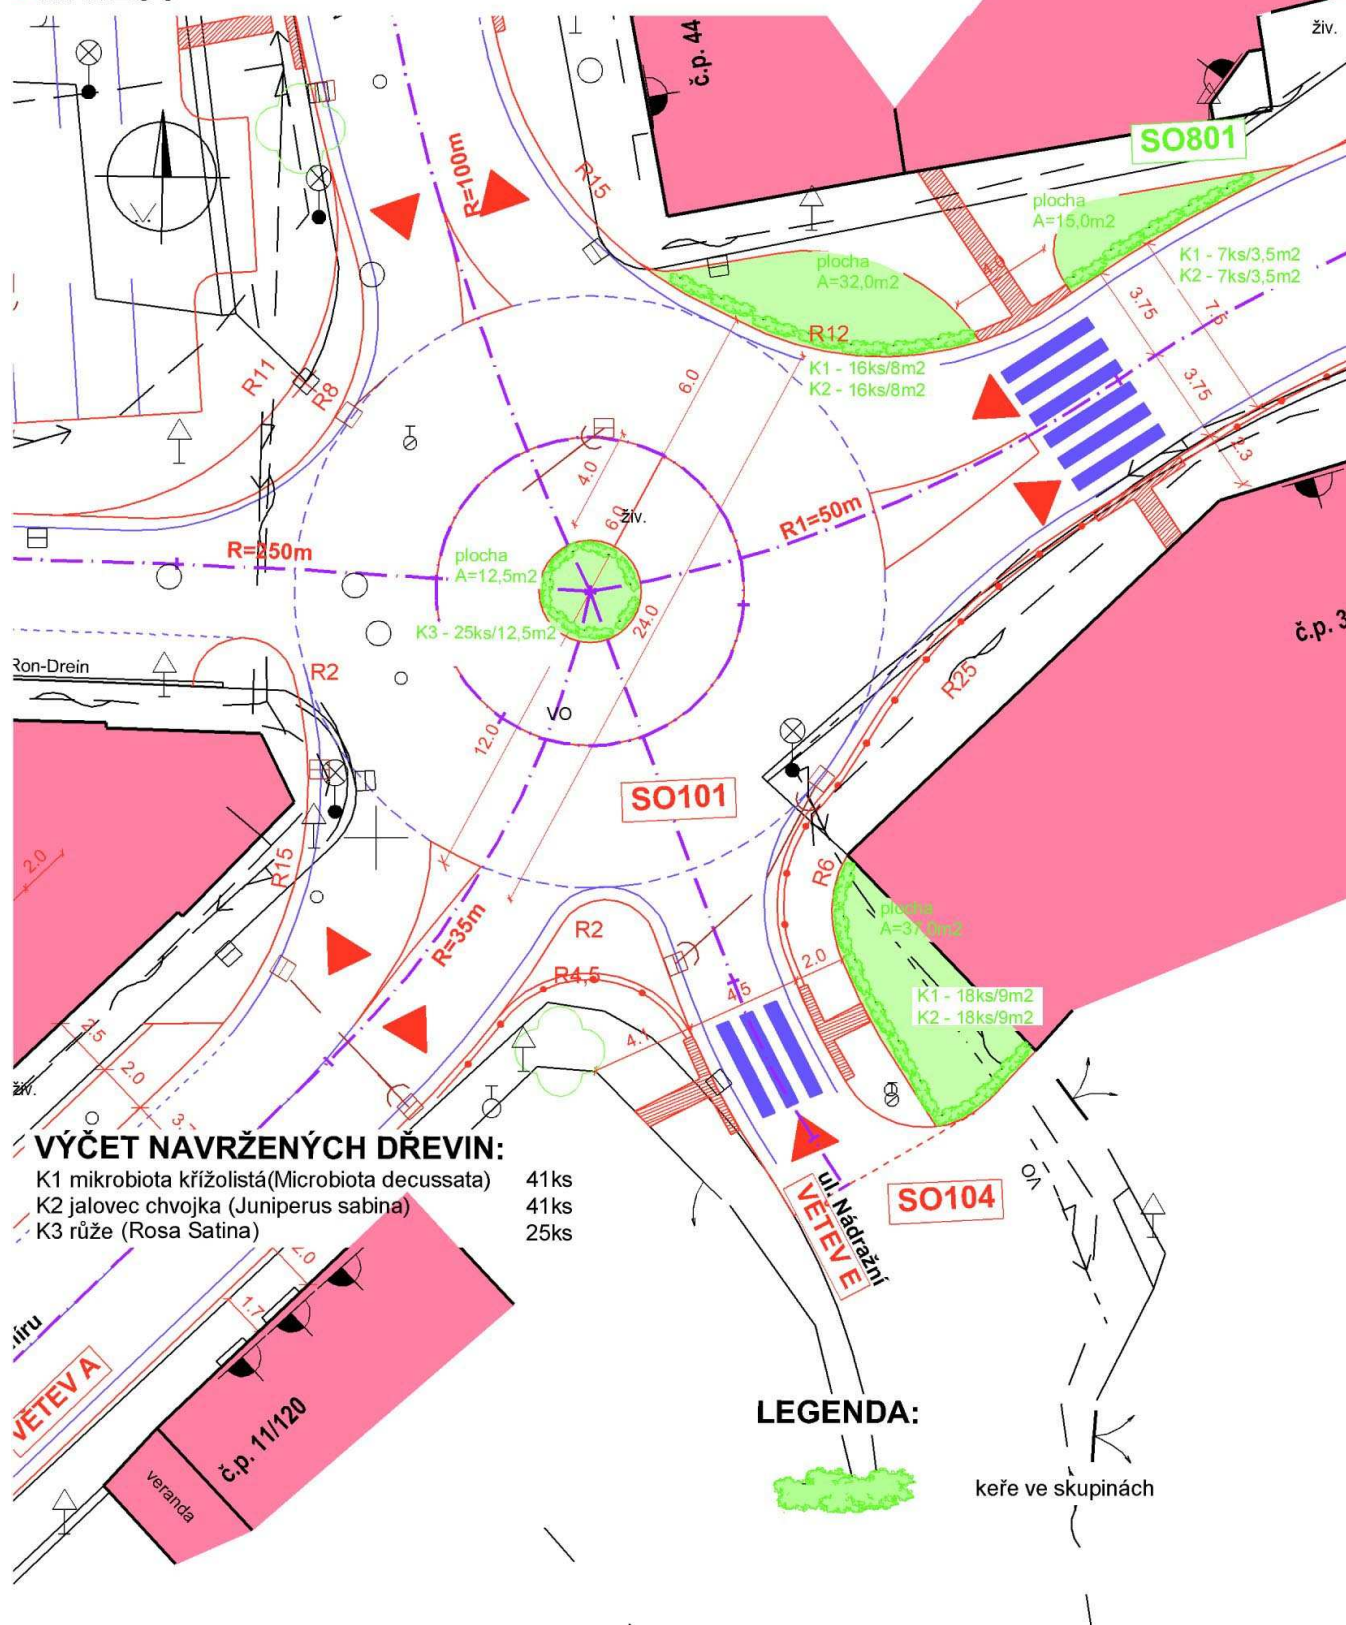 živ.
č.p. 44
SO801
R=100m
R15
plocha
A=15,0m2
plocha
A=32,0m2
K1 - 7ks/3,5m2
K2 - 7ks/3,5m2
3.75
7.5
R12
K1 - 16ks/8m2
K2 - 16ks/8m2
R11
R8
6.0
3.75
2.3
4.0
6.0
živ.
R1=50m
R=250m
plocha
A=12,5m2
K3 - 25ks/12,5m2
24.0
č.p. 3
Ron-Drein
R2
R25
VO
12.0
SO101
2.0
R15
R6
plocha
A=37,0m2
R=35m
R2
R4,5
2.0
4.5
K1 - 18ks/9m2
K2 - 18ks/9m2
4.1
2.5
2.0
živ.
VÝČET NAVRŽENÝCH DŘEVIN:
K1 mikrobiota křížolistá(Microbiota decussata) 41ks
K2 jalovec chvojka (Juniperus sabina) 41ks
K3 růže (Rosa Satina) 25ks
VO
SO104
ul. Nádražní
VĚTEV E
2.0
1.7
míru
VĚTEV A
č.p. 11/120
veranda
LEGENDA:
keře ve skupinách